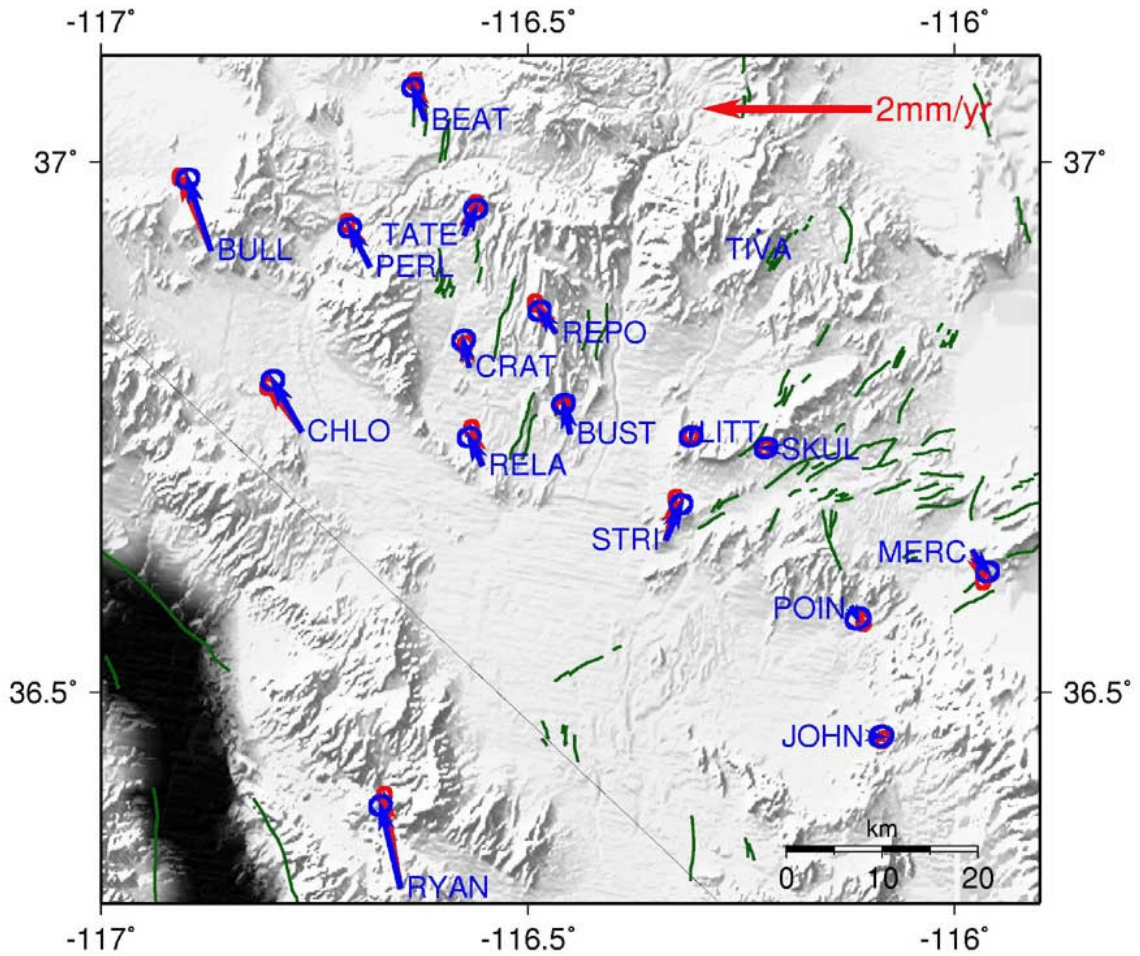 -117° -116.5° -116°
BEAT
2mm/yr
37° 37°
BULL
TATE
TIVA
PERL
REPO
CRAT
CHLO
BUST
LITT
SKUL
RELA
STRI
MERC
POIN
36.5° 36.5°
JOHN
km
0 10 20
RYAN
-117° -116.5° -116°